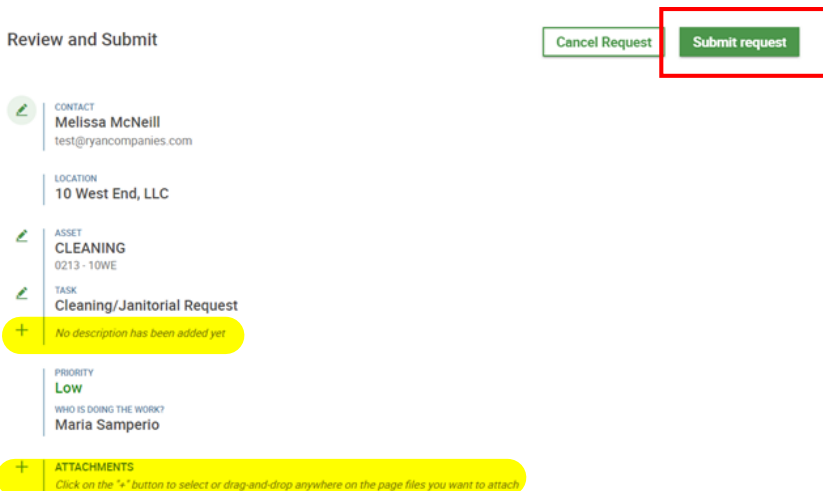 Review and Submit
Cancel Request
Submit request
CONTACT
Melissa McNeill
test@ryancompanies.com
LOCATION
10 West End, LLC
ASSET
CLEANING
0213 - 10WE
TASK
Cleaning/Janitorial Request
+ No description has been added yet
PRIORITY
Low
WHO IS DOING THE WORK?
Maria Samperio
+ ATTACHMENTS
Click on the "+" button to select or drag-and-drop anywhere on the page files you want to attach